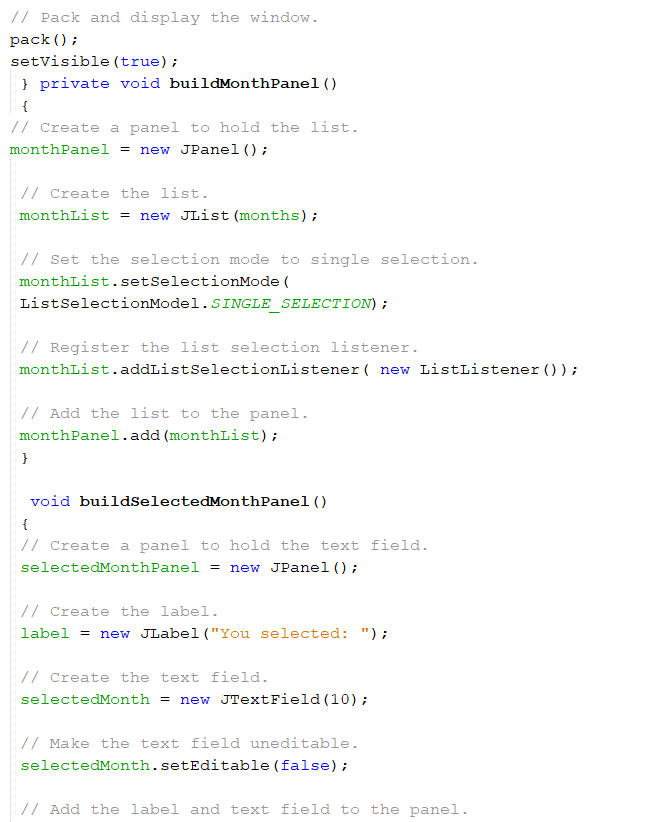 // Pack and display the window.
pack();
setVisible(true);
} private void buildMonthPanel()
{
// Create a panel to hold the list.
monthPanel = new JPanel();
// Create the list.
monthList = new JList(months);
// Set the selection mode to single selection.
monthList.setSelectionMode(
ListSelectionModel.SINGLE_SELECTION);
// Register the list selection listener.
monthList.addListSelectionListener( new ListListener());
// Add the list to the panel.
monthPanel.add(monthList);
}
void buildSelectedMonthPanel()
{
// Create a panel to hold the text field.
selectedMonthPanel = new JPanel();
// Create the label.
label = new JLabel("You selected: ");
// Create the text field.
selectedMonth = new JTextField(10);
// Make the text field uneditable.
selectedMonth.setEditable(false);
// Add the label and text field to the panel.